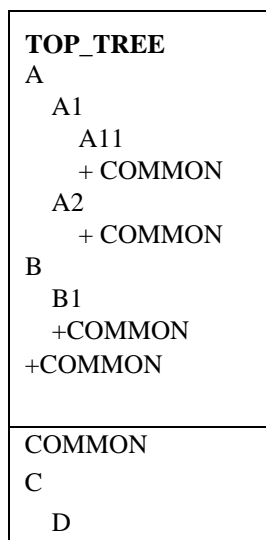 TOP_TREE
A
A1
A11
+ COMMON
A2
+ COMMON
B
B1
+COMMON
+COMMON
COMMON
C
D